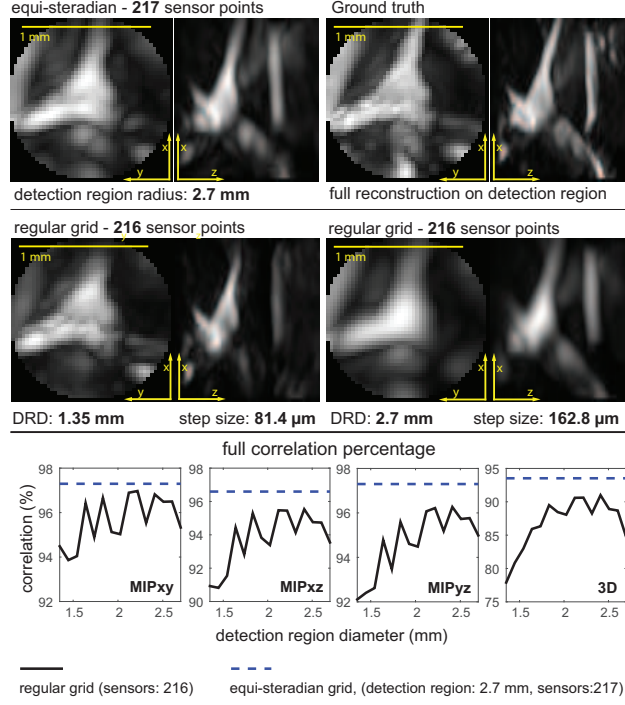 equi-steradian - 217 sensor points
Ground truth
1 mm
x
x
y
z
1 mm
x
x
y
z
detection region radius: 2.7 mm
full reconstruction on detection region
regular grid - 216 sensor points
regular grid - 216 sensor points
1 mm
x
x
y
z
1 mm
x
x
y
z
DRD: 1.35 mm
step size: 81.4 µm
DRD: 2.7 mm
step size: 162.8 µm
full correlation percentage
correlation (%)
98
96
94
92
1.5
2
2.5
MIPxy
98
96
94
92
90
1.5
2
2.5
MIPxz
98
96
94
92
1.5
2
2.5
MIPyz
95
90
85
80
75
1.5
2
2.5
3D
detection region diameter (mm)
regular grid (sensors: 216)
equi-steradian grid, (detection region: 2.7 mm, sensors:217)